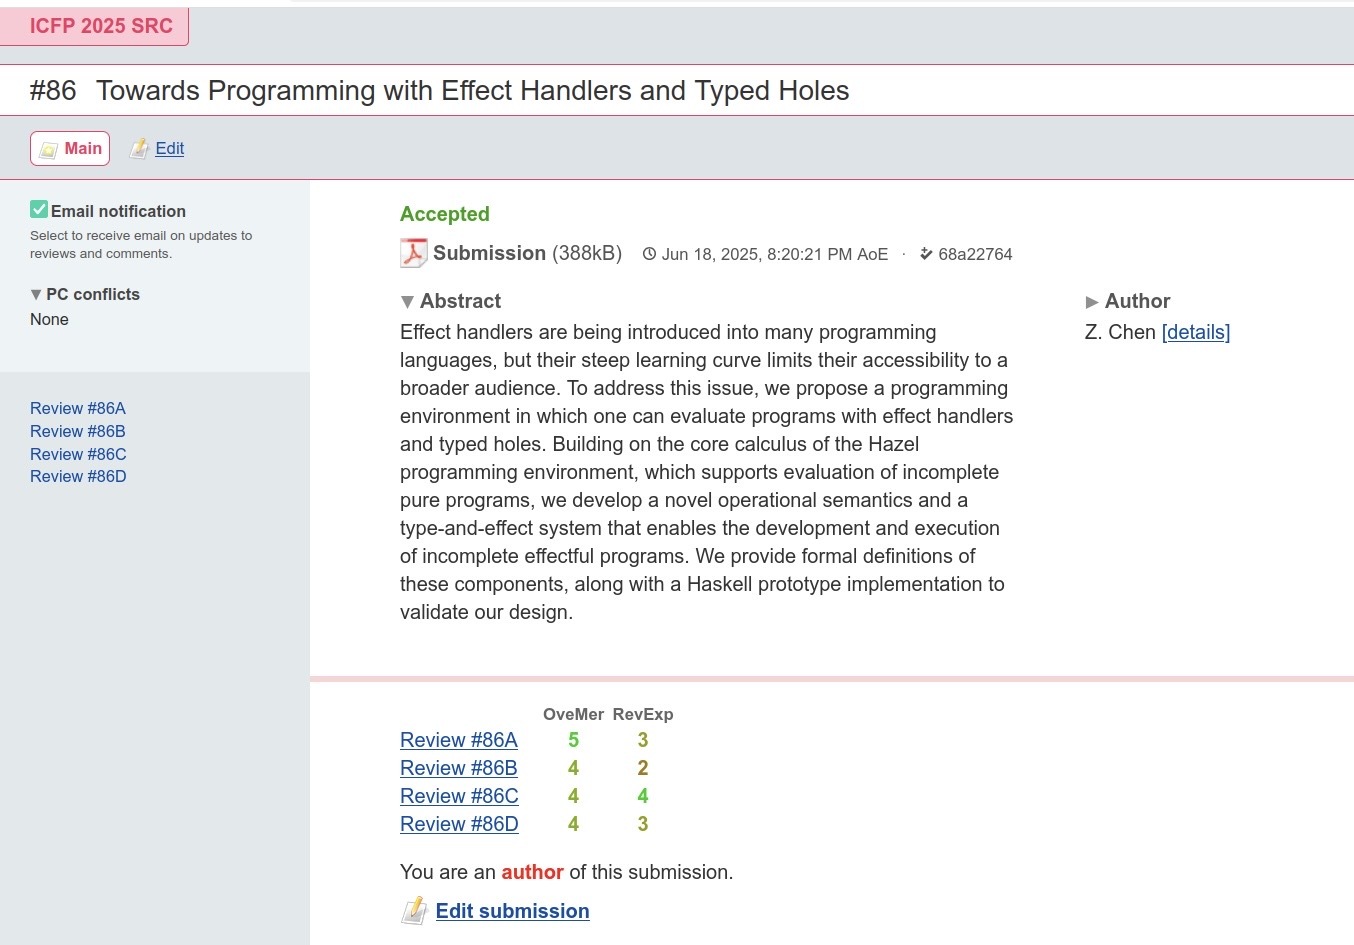 ICFP 2025 SRC
#86 Towards Programming with Effect Handlers and Typed Holes
Main Edit
Email notification
Select to receive email on updates to
reviews and comments.
▼ PC conflicts
None
Review #86A
Review #86B
Review #86C
Review #86D
Accepted
Submission (388kB) Jun 18, 2025, 8:20:21 PM AoE · 68a22764
▼ Abstract
Effect handlers are being introduced into many programming
languages, but their steep learning curve limits their accessibility to a
broader audience. To address this issue, we propose a programming
environment in which one can evaluate programs with effect handlers
and typed holes. Building on the core calculus of the Hazel
programming environment, which supports evaluation of incomplete
pure programs, we develop a novel operational semantics and a
type-and-effect system that enables the development and execution
of incomplete effectful programs. We provide formal definitions of
these components, along with a Haskell prototype implementation to
validate our design.
▶ Author
Z. Chen [details]
OveMer RevExp
Review #86A 5 3
Review #86B 4 2
Review #86C 4 4
Review #86D 4 3
You are an author of this submission.
Edit submission